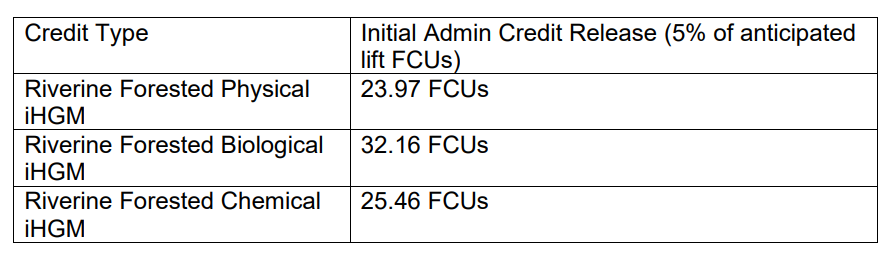 Credit Type
Initial Admin Credit Release (5% of anticipated
lift FCUs)
Riverine Forested Physical
iHGM
23.97 FCUs
Riverine Forested Biological
iHGM
32.16 FCUs
Riverine Forested Chemical
iHGM
25.46 FCUs